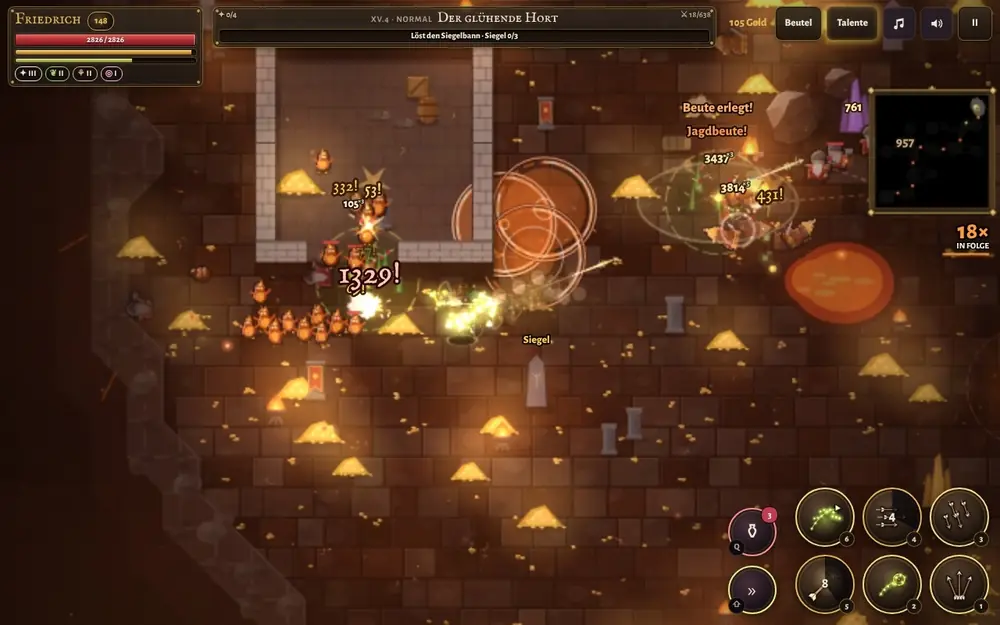 FRIEDRICH 148
2826/2826
III II II I
0/4
XV.4 · NORMAL DER GLÜHENDE HORT
18/638
Löst den Siegelbann · Siegel 0/3
105 Gold
Beutel
Talente
Beute erlegt!
Jagdbeute!
761
957
3437
3814
431!
332!
53!
105
1329!
18×
IN FOLGE
Siegel
3
Q
6
4
4
3
8
5
2
1